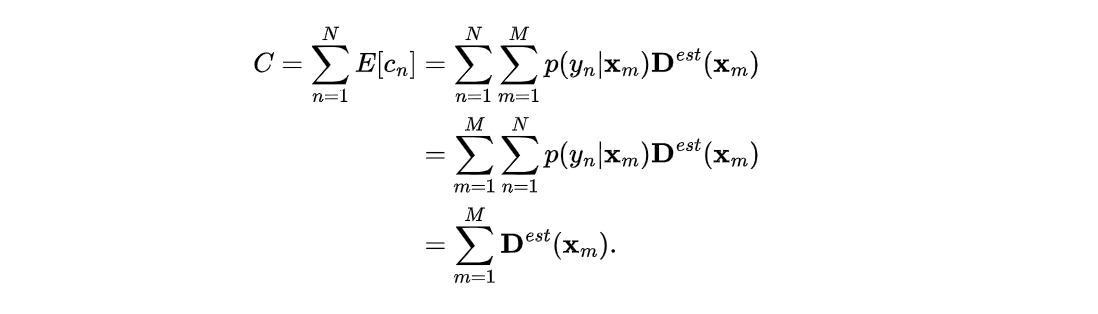 C = \sum_{n=1}^{N} E[c_n] = \sum_{n=1}^{N} \sum_{m=1}^{M} p(y_n|\mathbf{x}_m)\mathbf{D}^{est}(\mathbf{x}_m)
= \sum_{m=1}^{M} \sum_{n=1}^{N} p(y_n|\mathbf{x}_m)\mathbf{D}^{est}(\mathbf{x}_m)
= \sum_{m=1}^{M} \mathbf{D}^{est}(\mathbf{x}_m).